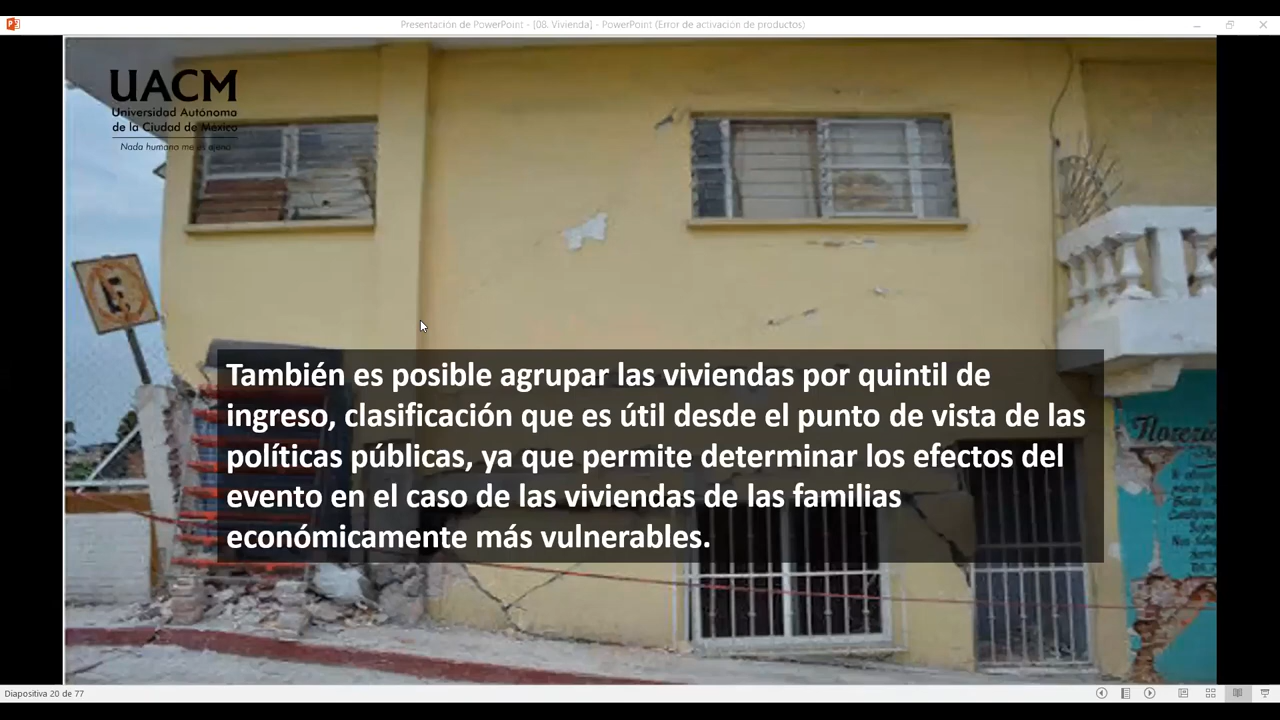 Presentación de PowerPoint - [08. Vivienda] - PowerPoint (Error de activación de productos)
UACM
Universidad Autónoma
de la Ciudad de México
Nada humano me es ajeno
E
También es posible agrupar las viviendas por quintil de
ingreso, clasificación que es útil desde el punto de vista de las
políticas públicas, ya que permite determinar los efectos del
evento en el caso de las viviendas de las familias
económicamente más vulnerables.
Diapositiva 20 de 77